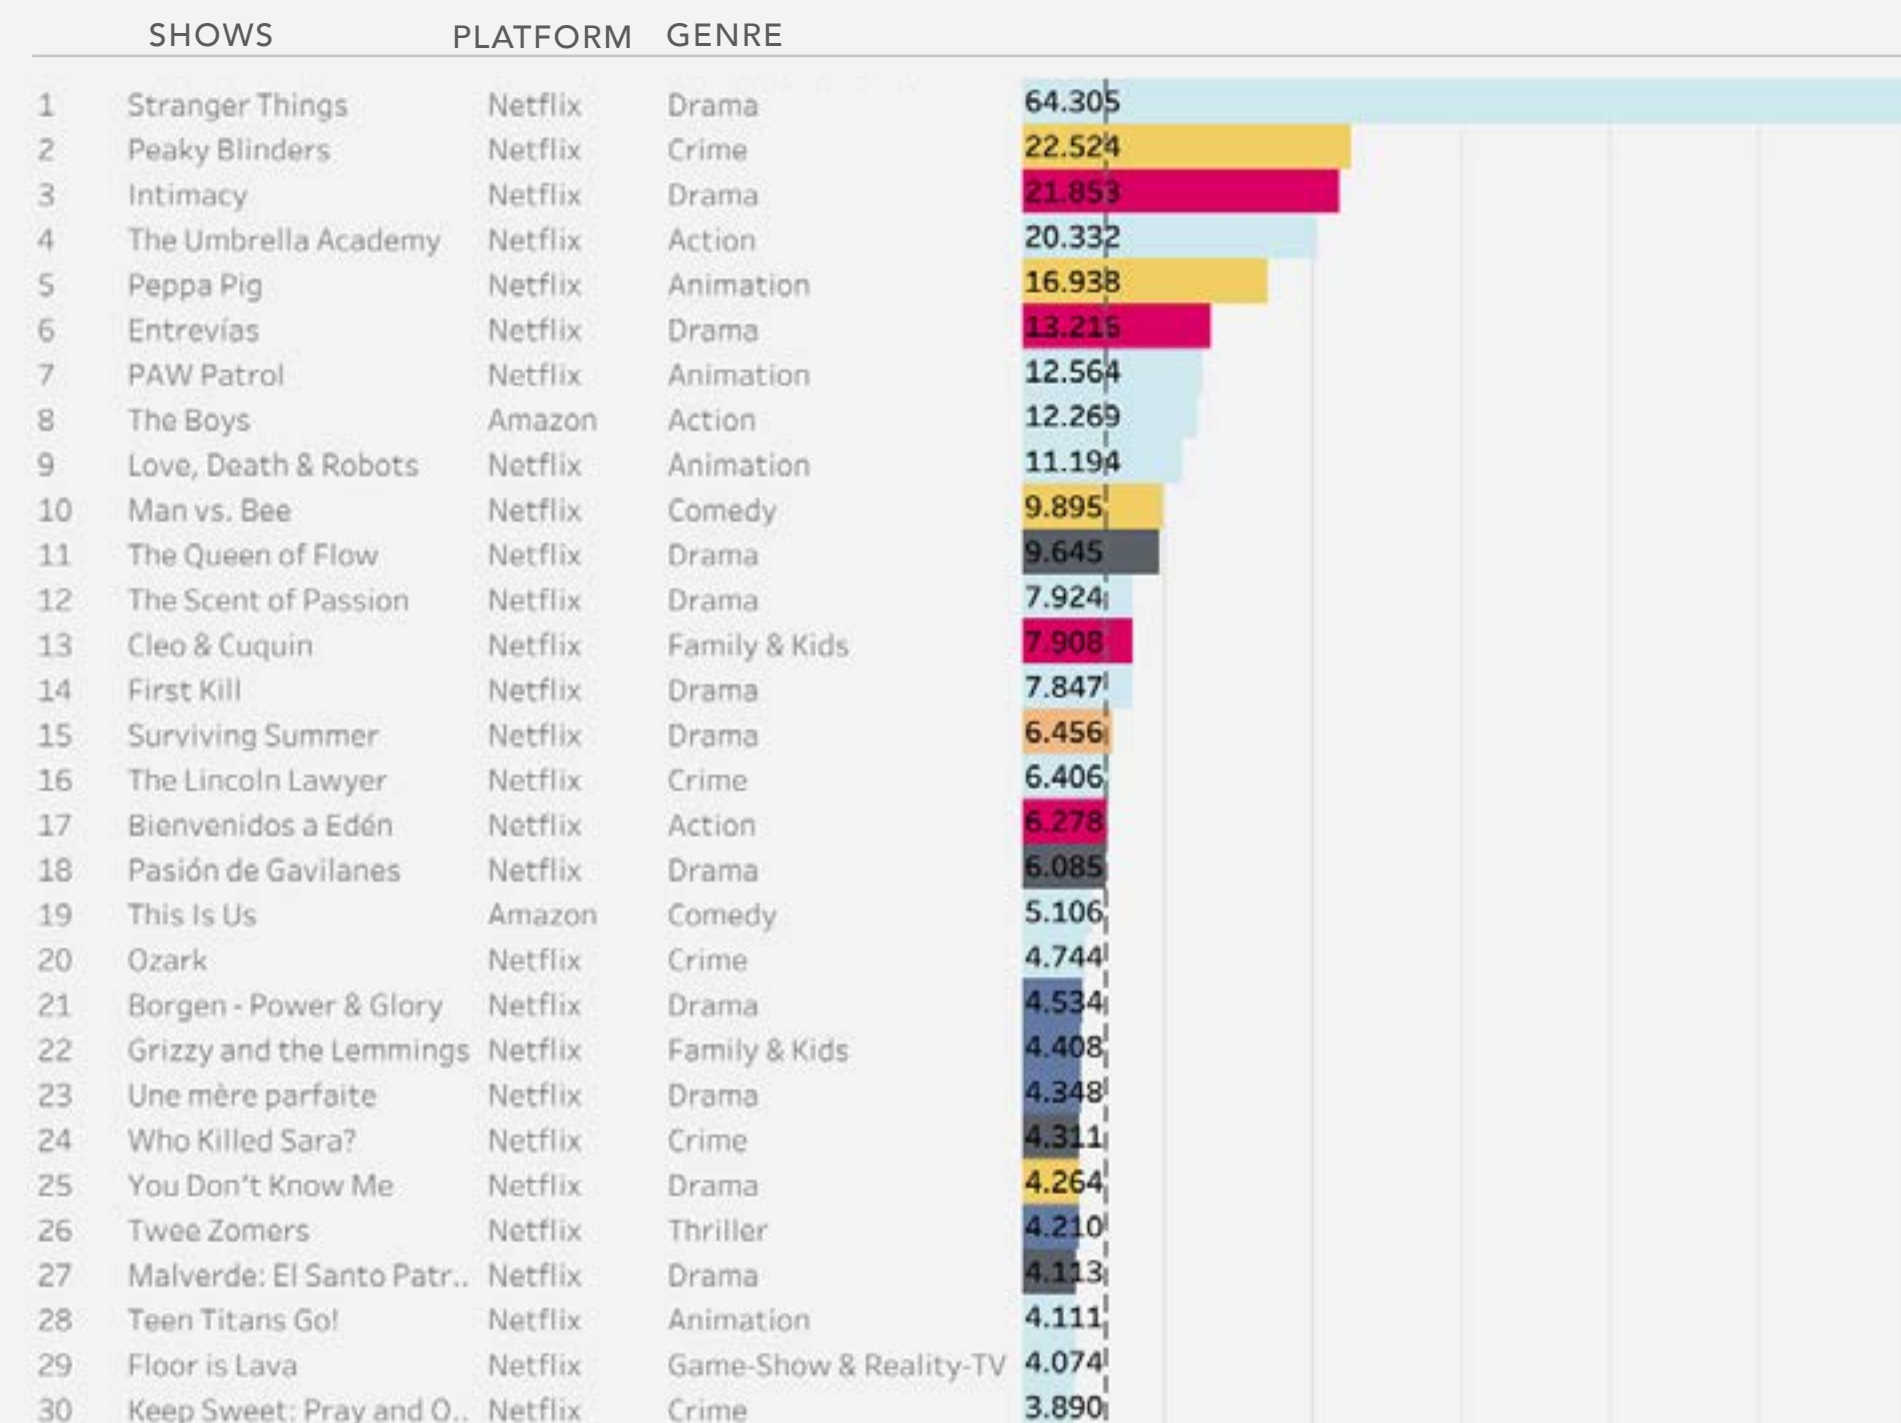 SHOWS PLATFORM GENRE
1 Stranger Things Netflix Drama 64.305
2 Peaky Blinders Netflix Crime 22.524
3 Intimacy Netflix Drama 21.853
4 The Umbrella Academy Netflix Action 20.332
5 Peppa Pig Netflix Animation 16.938
6 Entrevías Netflix Drama 13.215
7 PAW Patrol Netflix Animation 12.564
8 The Boys Amazon Action 12.269
9 Love, Death & Robots Netflix Animation 11.194
10 Man vs. Bee Netflix Comedy 9.895
11 The Queen of Flow Netflix Drama 9.645
12 The Scent of Passion Netflix Drama 7.924
13 Cleo & Cuquin Netflix Family & Kids 7.908
14 First Kill Netflix Drama 7.847
15 Surviving Summer Netflix Drama 6.456
16 The Lincoln Lawyer Netflix Crime 6.406
17 Bienvenidos a Edén Netflix Action 6.278
18 Pasión de Gavilanes Netflix Drama 6.085
19 This Is Us Amazon Comedy 5.106
20 Ozark Netflix Crime 4.744
21 Borgen - Power & Glory Netflix Drama 4.534
22 Grizzy and the Lemmings Netflix Family & Kids 4.408
23 Une mère parfaite Netflix Drama 4.348
24 Who Killed Sara? Netflix Crime 4.311
25 You Don't Know Me Netflix Drama 4.264
26 Twee Zomers Netflix Thriller 4.210
27 Malverde: El Santo Patr.. Netflix Drama 4.113
28 Teen Titans Go! Netflix Animation 4.111
29 Floor is Lava Netflix Game-Show & Reality-TV 4.074
30 Keep Sweet: Pray and O.. Netflix Crime 3.890